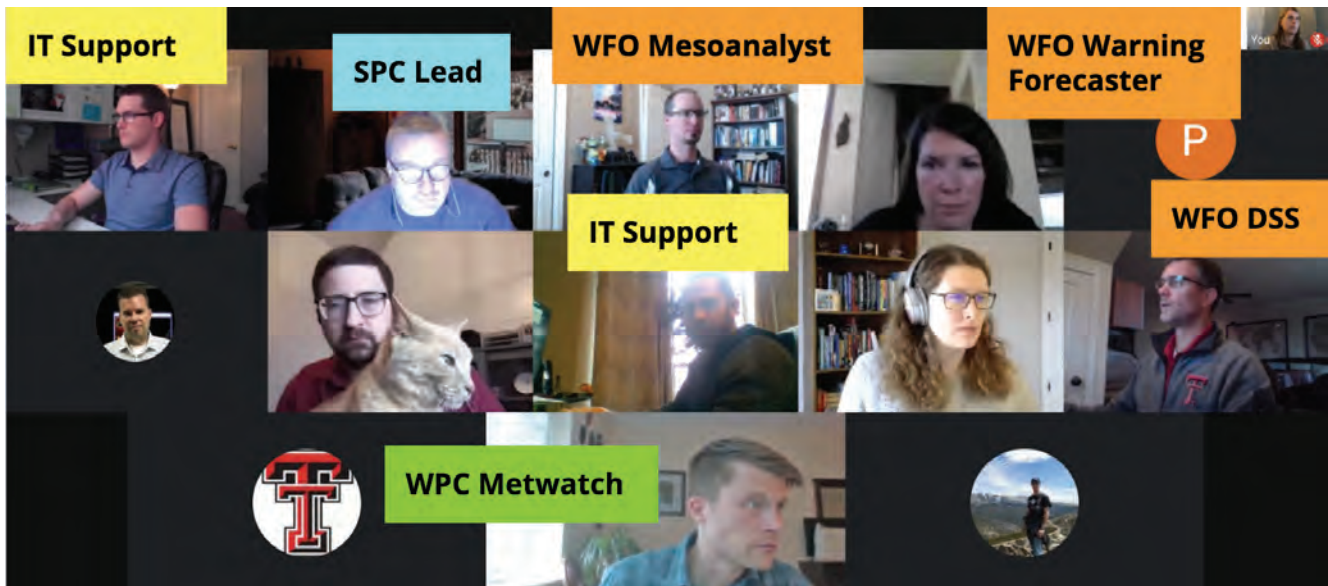 IT Support
SPC Lead
WFO Mesoanalyst
WFO Warning
Forecaster
You
P
IT Support
WFO DSS
WPC Metwatch